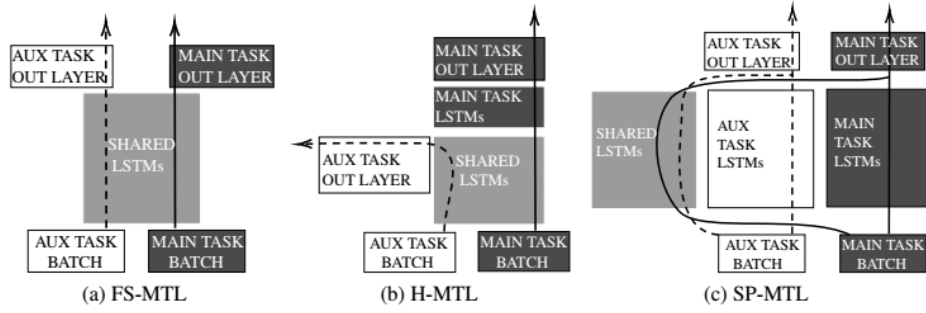 AUX TASK
OUT LAYER
MAIN TASK
OUT LAYER
SHARED
LSTMs
AUX TASK
BATCH
MAIN TASK
BATCH
(a) FS-MTL
MAIN TASK
OUT LAYER
MAIN TASK
LSTMs
AUX TASK
OUT LAYER
SHARED
LSTMs
AUX TASK
BATCH
MAIN TASK
BATCH
(b) H-MTL
AUX TASK
OUT LAYER
MAIN TASK
OUT LAYER
SHARED
LSTMs
AUX
TASK
LSTMs
MAIN
TASK
LSTMs
AUX TASK
BATCH
MAIN TASK
BATCH
(c) SP-MTL